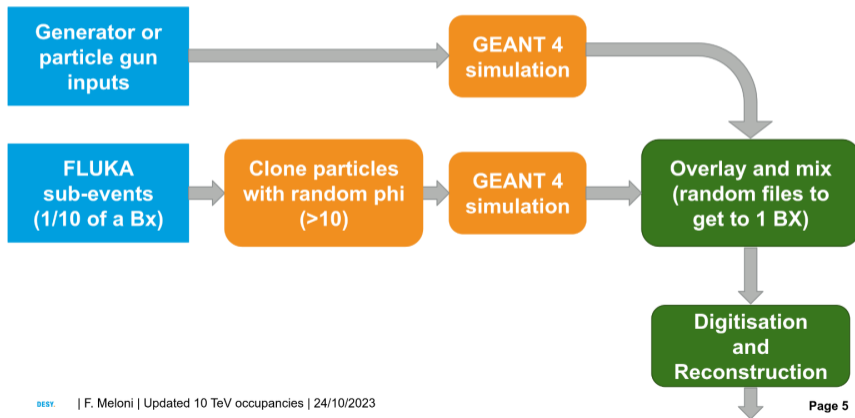 Generator or
particle gun
inputs
GEANT 4
simulation
FLUKA
sub-events
(1/10 of a Bx)
Clone particles
with random phi
(>10)
GEANT 4
simulation
Overlay and mix
(random files to
get to 1 BX)
Digitisation
and
Reconstruction
DESY. | F. Meloni | Updated 10 TeV occupancies | 24/10/2023
Page 5